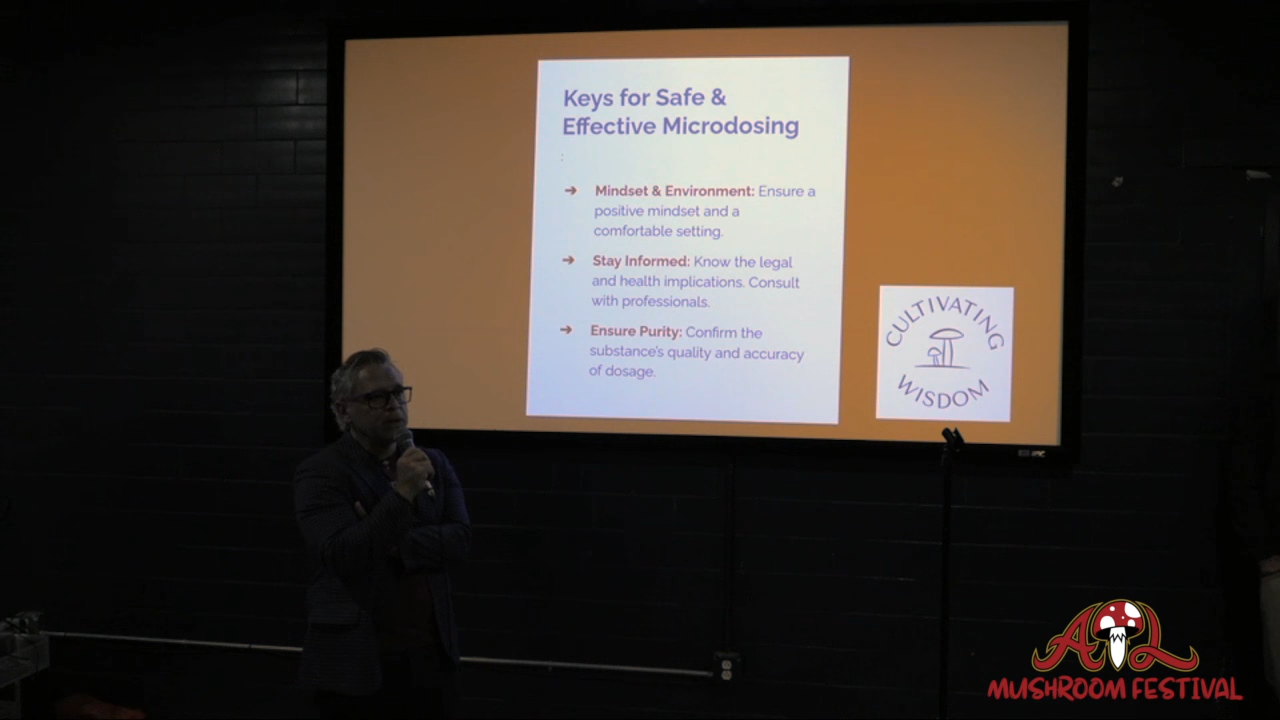 Keys for Safe &
Effective Microdosing
:
➔ Mindset & Environment: Ensure a
positive mindset and a
comfortable setting.
➔ Stay Informed: Know the legal
and health implications. Consult
with professionals.
➔ Ensure Purity: Confirm the
substance's quality and accuracy
of dosage.
CULTIVATING
WISDOM
ATL
MUSHROOM FESTIVAL